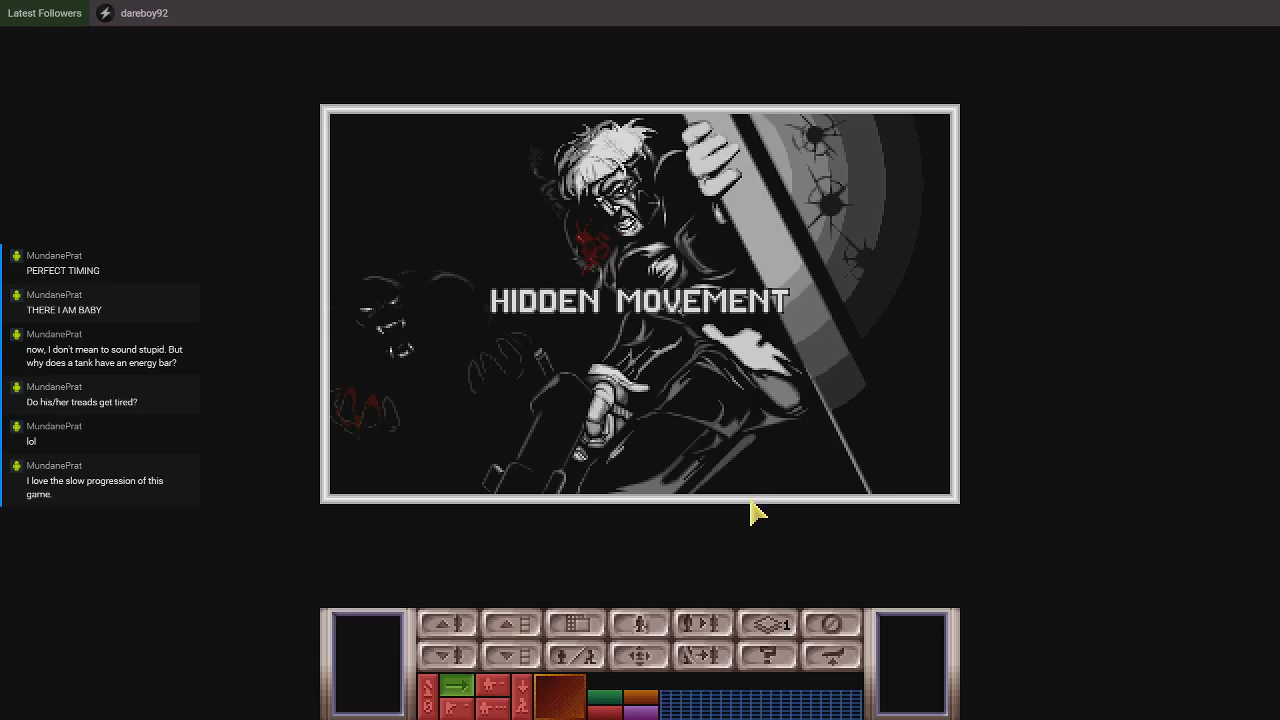 Latest Followers dareboy92
MundanePrat
PERFECT TIMING
MundanePrat
THERE I AM BABY
MundanePrat
now, I don't mean to sound stupid. But
why does a tank have an energy bar?
MundanePrat
Do his/her treads get tired?
MundanePrat
lol
MundanePrat
I love the slow progression of this
game.
HIDDEN MOVEMENT
1
?